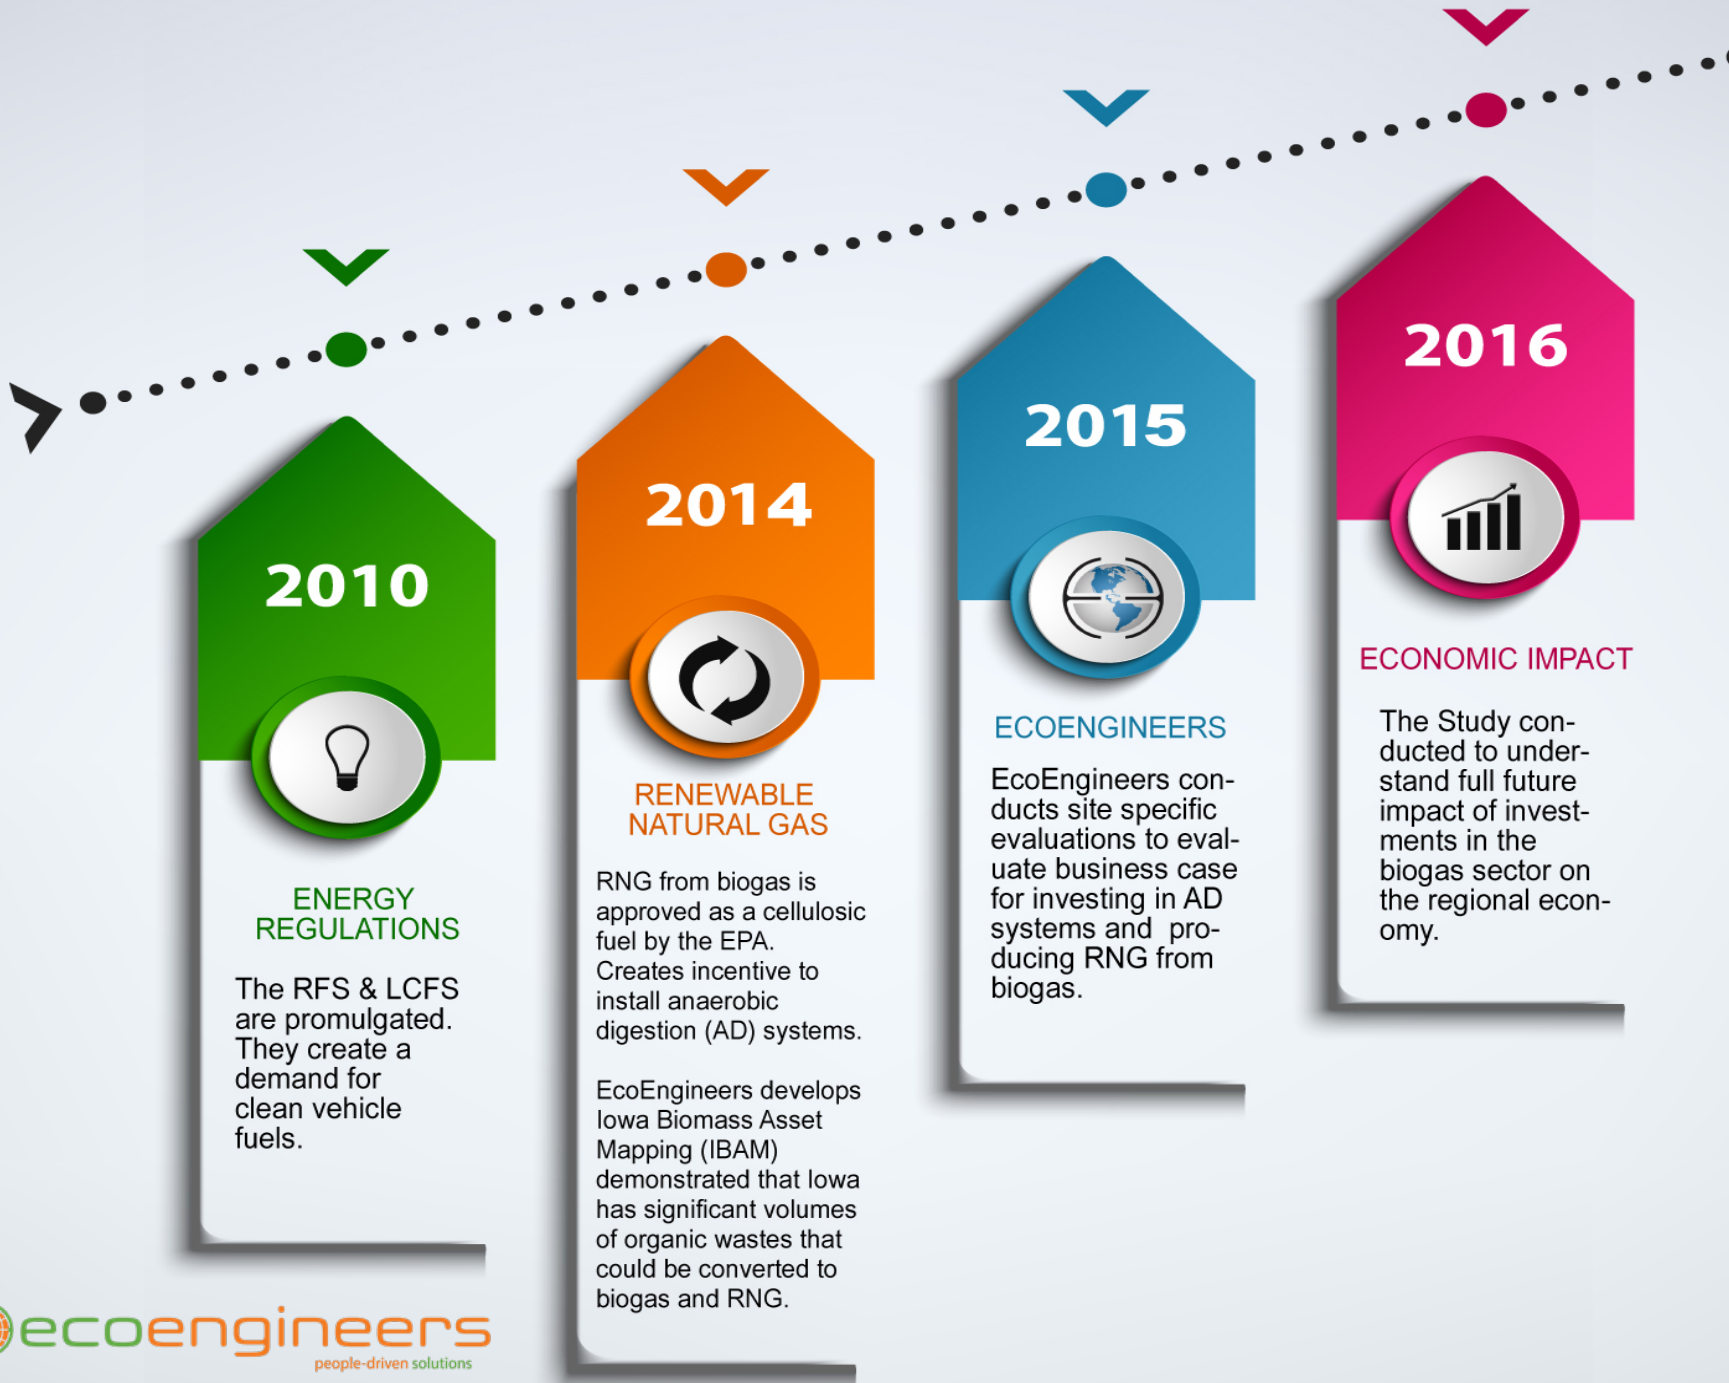 2010
ENERGY
REGULATIONS
The RFS & LCFS
are promulgated.
They create a
demand for
clean vehicle
fuels.
2014
RENEWABLE
NATURAL GAS
RNG from biogas is
approved as a cellulosic
fuel by the EPA.
Creates incentive to
install anaerobic
digestion (AD) systems.
EcoEngineers develops
Iowa Biomass Asset
Mapping (IBAM)
demonstrated that Iowa
has significant volumes
of organic wastes that
could be converted to
biogas and RNG.
2015
ECOENGINEERS
EcoEngineers con-
ducts site specific
evaluations to eval-
uate business case
for investing in AD
systems and  pro-
ducing RNG from
biogas.
2016
ECONOMIC IMPACT
The Study con-
ducted to under-
stand full future
impact of invest-
ments in the
biogas sector on
the regional econ-
omy.
ecoengineers
people-driven solutions